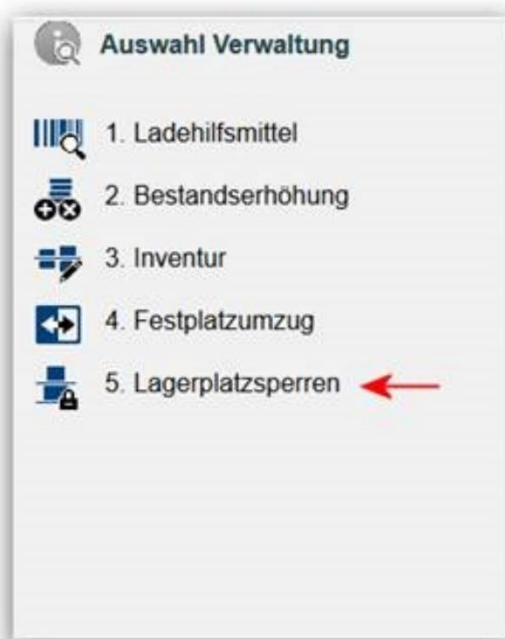 Auswahl Verwaltung
1. Ladehilfsmittel
2. Bestandserhöhung
3. Inventur
4. Festplatzumzug
5. Lagerplatzsperren